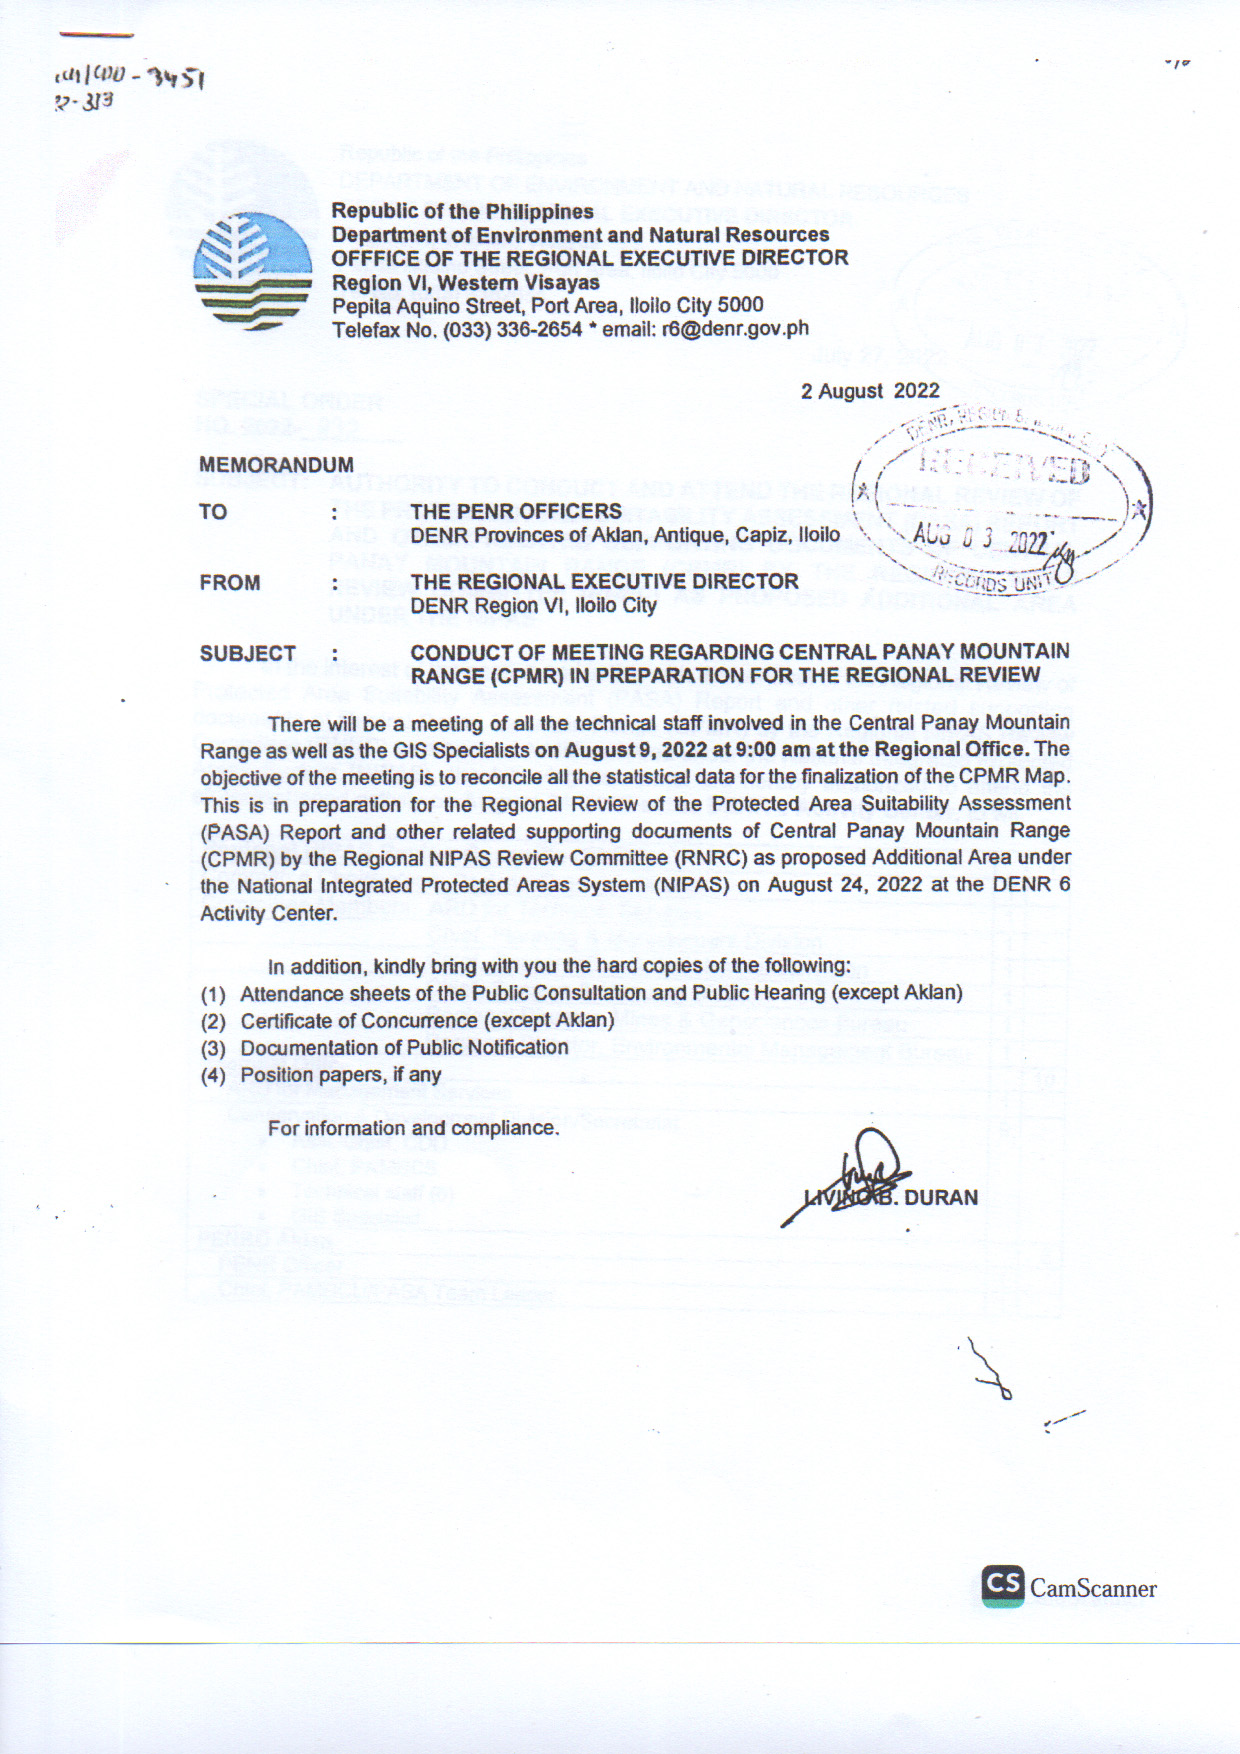 - 3451
- 313
Republic of the Philippines
Department of Environment and Natural Resources
OFFFICE OF THE REGIONAL EXECUTIVE DIRECTOR
Region VI, Western Visayas
Pepita Aquino Street, Port Area, Iloilo City 5000
Telefax No. (033) 336-2654 * email: r6@denr.gov.ph
2 August 2022
DENR, REGION
RECEIVED
AUG 03 2022
RECORDS UNIT
MEMORANDUM
TO : THE PENR OFFICERS
DENR Provinces of Aklan, Antique, Capiz, Iloilo
FROM : THE REGIONAL EXECUTIVE DIRECTOR
DENR Region VI, Iloilo City
SUBJECT : CONDUCT OF MEETING REGARDING CENTRAL PANAY MOUNTAIN
RANGE (CPMR) IN PREPARATION FOR THE REGIONAL REVIEW
There will be a meeting of all the technical staff involved in the Central Panay Mountain
Range as well as the GIS Specialists on August 9, 2022 at 9:00 am at the Regional Office. The
objective of the meeting is to reconcile all the statistical data for the finalization of the CPMR Map.
This is in preparation for the Regional Review of the Protected Area Suitability Assessment
(PASA) Report and other related supporting documents of Central Panay Mountain Range
(CPMR) by the Regional NIPAS Review Committee (RNRC) as proposed Additional Area under
the National Integrated Protected Areas System (NIPAS) on August 24, 2022 at the DENR 6
Activity Center.
In addition, kindly bring with you the hard copies of the following:
(1) Attendance sheets of the Public Consultation and Public Hearing (except Aklan)
(2) Certificate of Concurrence (except Aklan)
(3) Documentation of Public Notification
(4) Position papers, if any
For information and compliance.
LIVINO B. DURAN
CS CamScanner